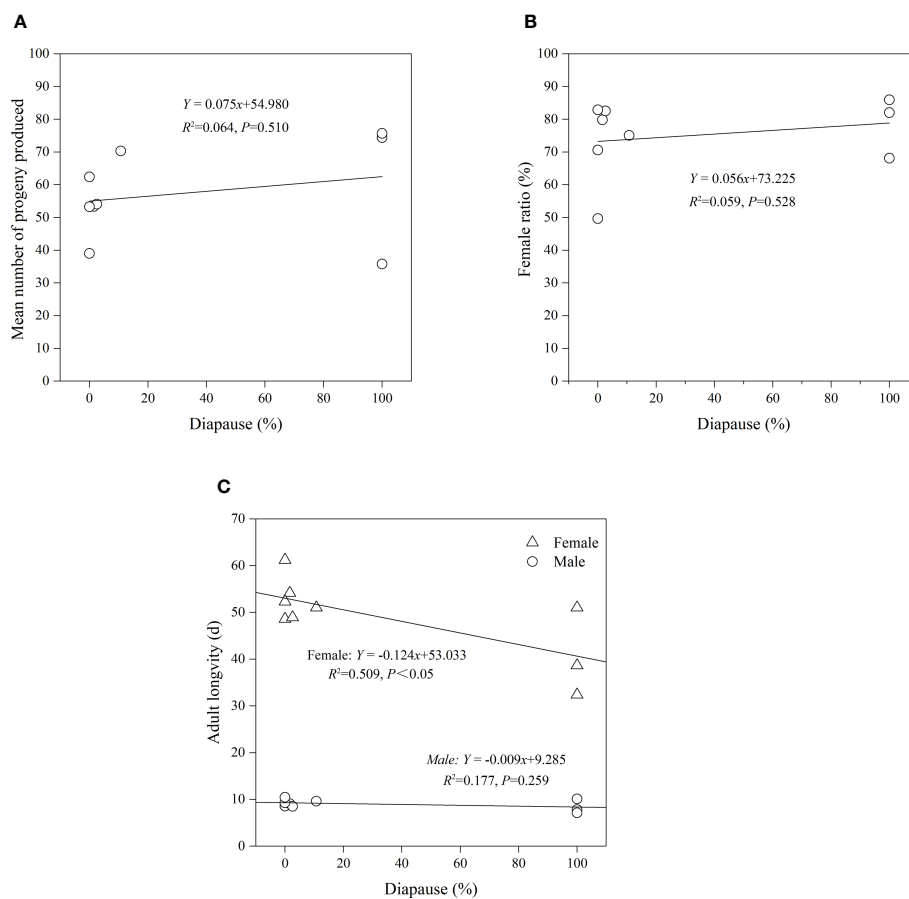 A
100
90
80
70
60
50
40
30
20
10
0
Mean number of progeny produced
Y = 0.075x+54.980
R²=0.064, P=0.510
0 20 40 60 80 100
Diapause (%)
B
100
90
80
70
60
50
40
30
20
10
0
Female ratio (%)
Y = 0.056x+73.225
R²=0.059, P=0.528
0 20 40 60 80 100
Diapause (%)
C
70
60
50
40
30
20
10
0
Adult longvity (d)
Female
Male
Female: Y = -0.124x+53.033
R²=0.509, P<0.05
Male: Y = -0.009x+9.285
R²=0.177, P=0.259
0 20 40 60 80 100
Diapause (%)